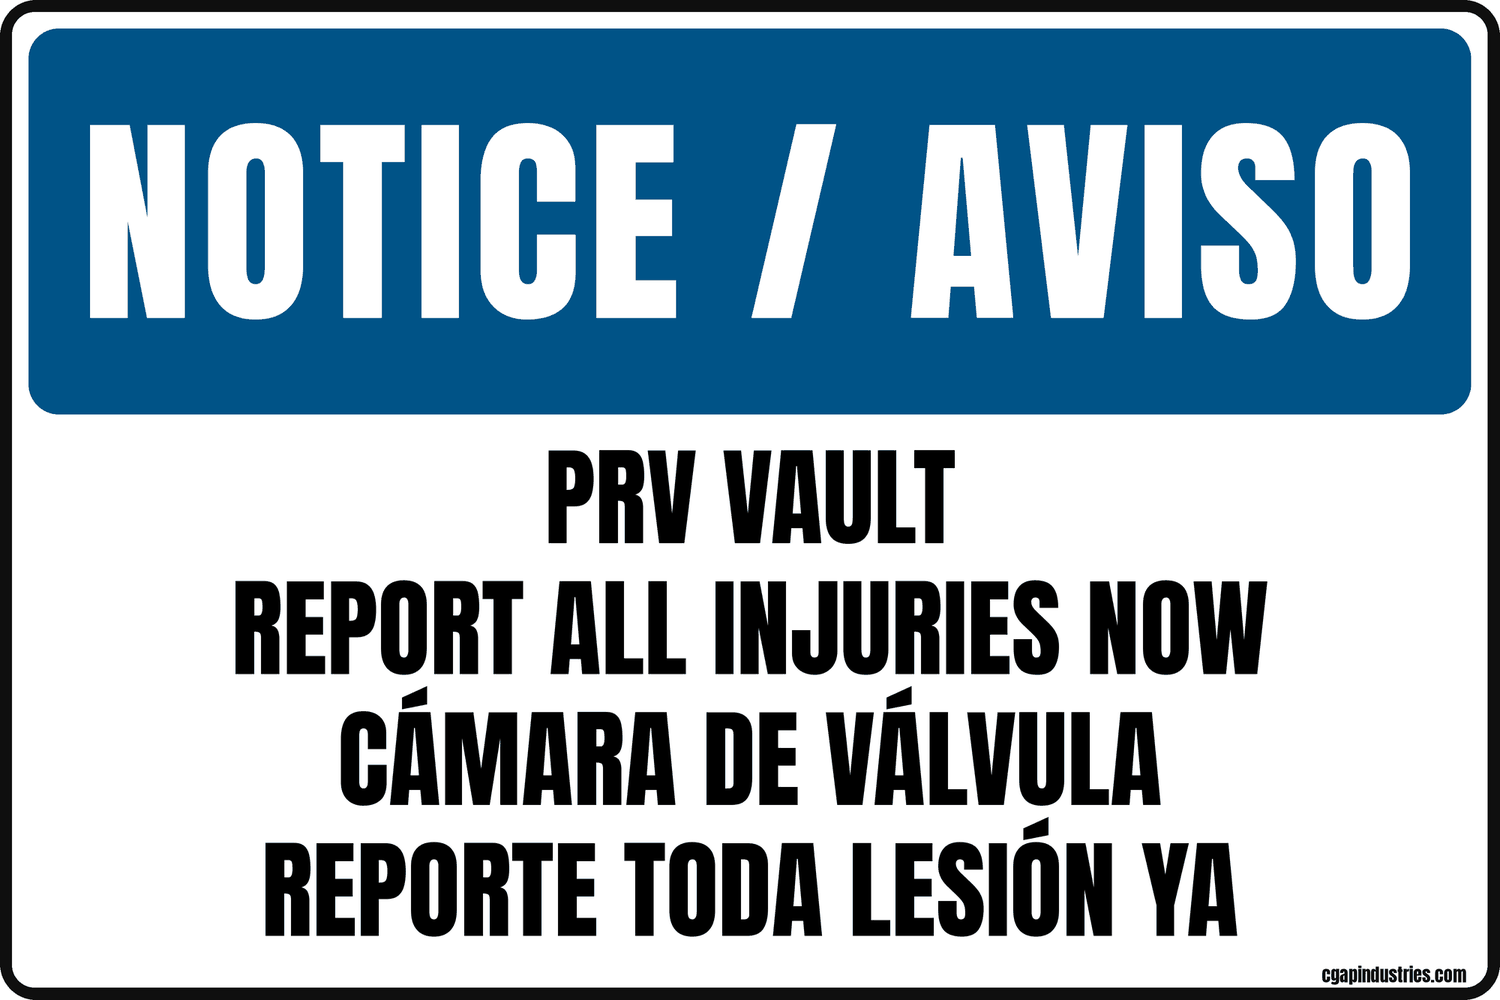 NOTICE / AVISO
PRV VAULT
REPORT ALL INJURIES NOW
CÁMARA DE VÁLVULA
REPORTE TODA LESIÓN YA
cgapindustries.com